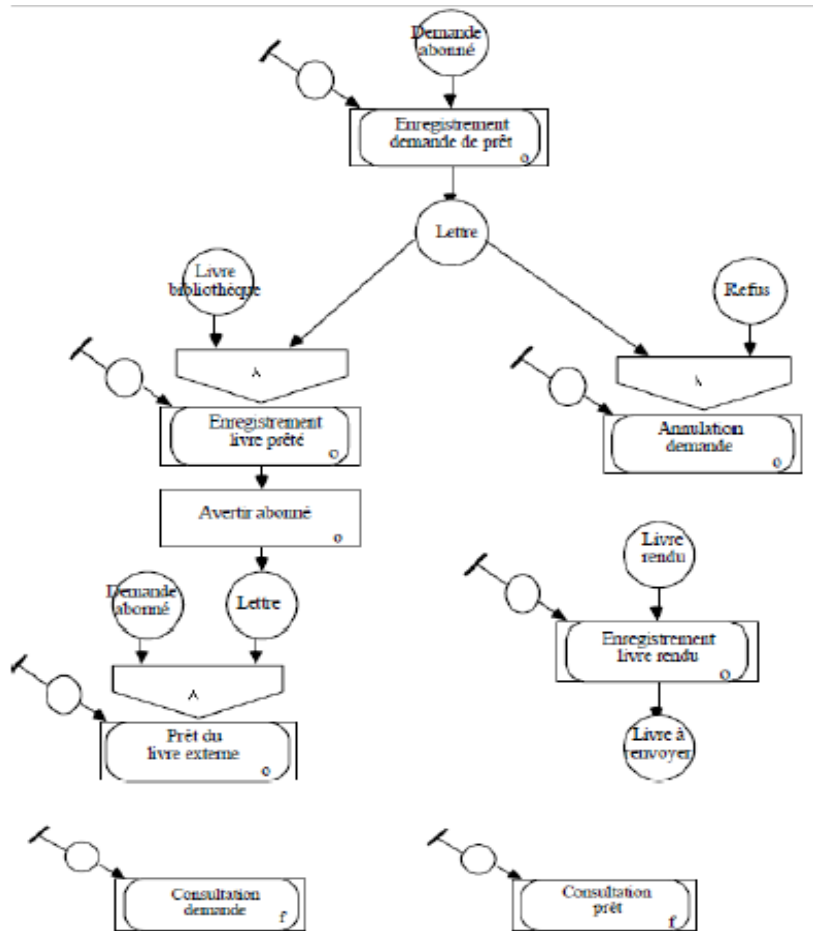 Demande
abonné
Enregistrement
demande de prêt
o
Lettre
Livre
bibliothèque
Refus
λ
λ
Enregistrement
livre prêté
o
Annulation
demande
o
Avertir abonné
o
Livre
rendu
Demande
abonné
Lettre
Enregistrement
livre rendu
o
λ
Prêt du
livre externe
o
Livre à
renvoyer
Consultation
demande
f
Consultation
prêt
f